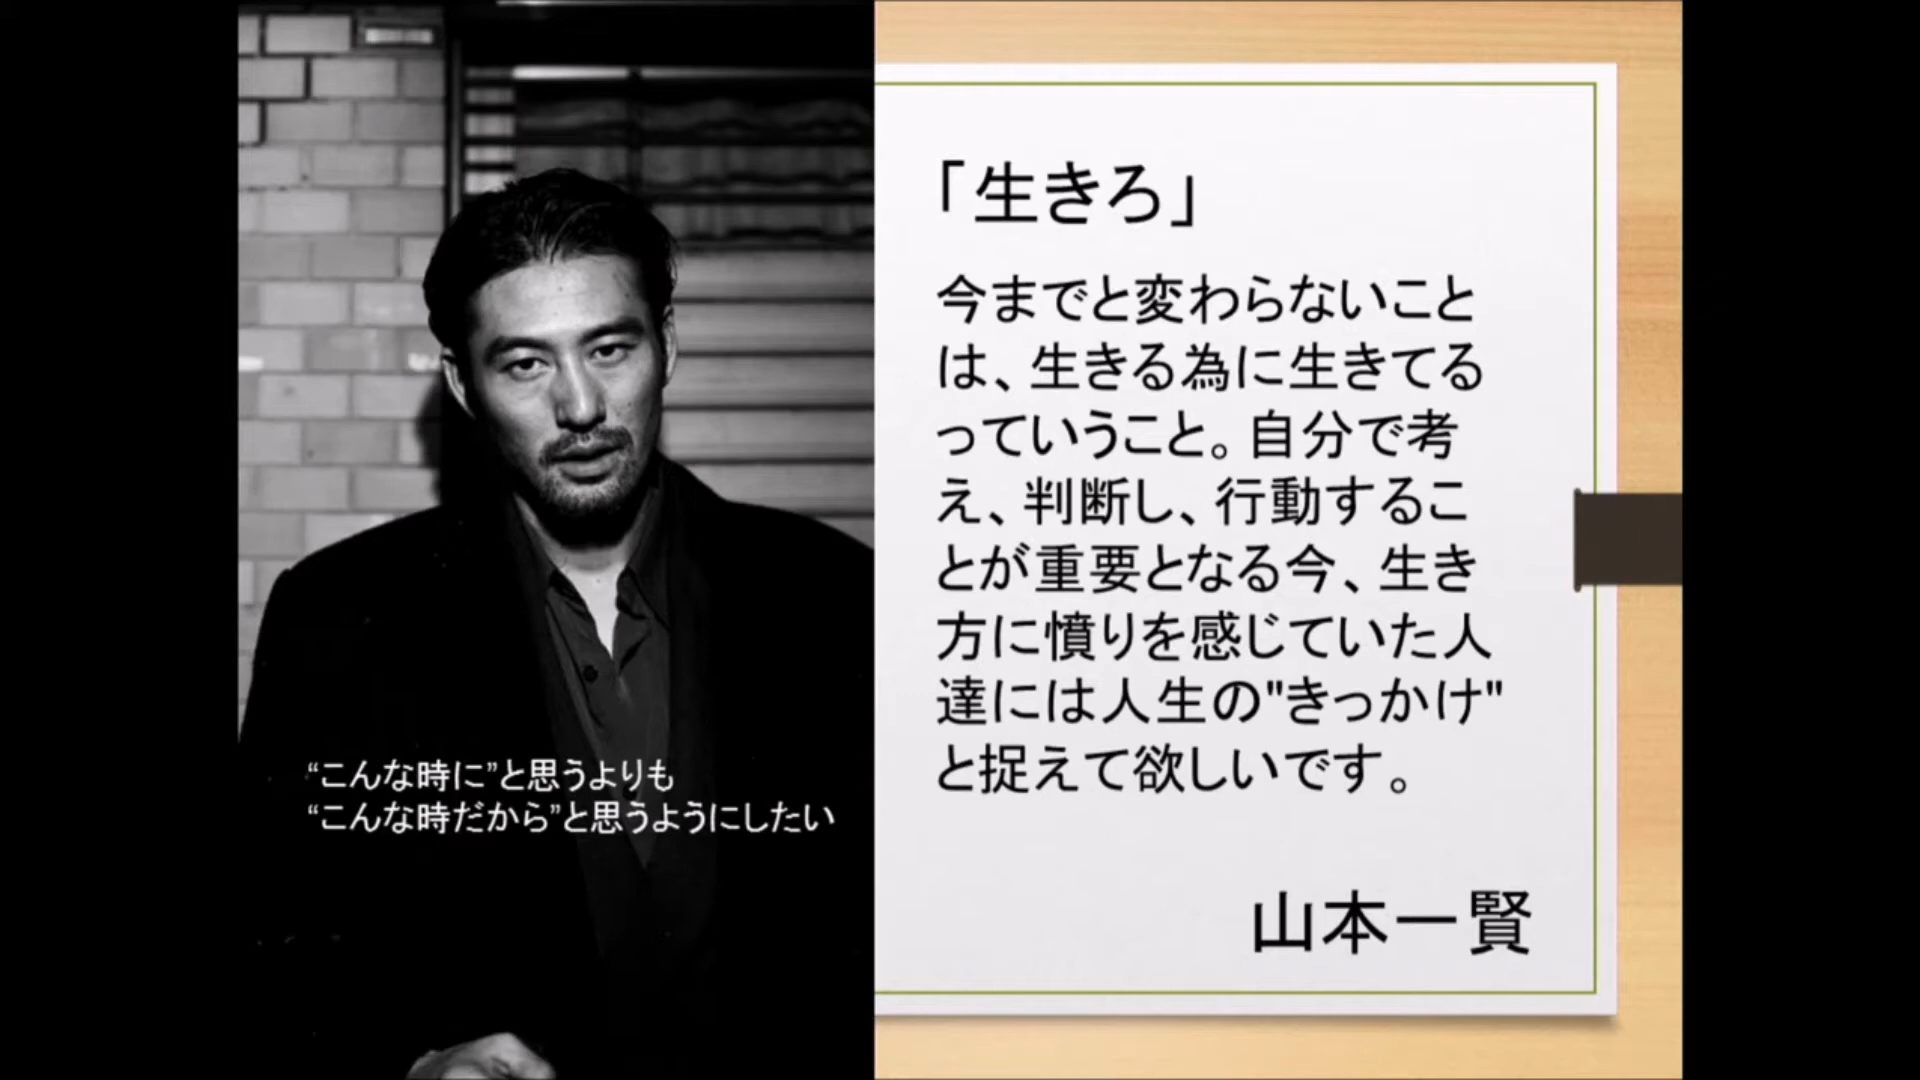 「生きろ」
今までと変わらないこと
は、生きる為に生きてる
っていうこと。自分で考
え、判断し、行動するこ
とが重要となる今、生き
方に憤りを感じていた人
達には人生の"きっかけ"
と捉えて欲しいです。
山本一賢
“こんな時に”と思うよりも
“こんな時だから”と思うようにしたい